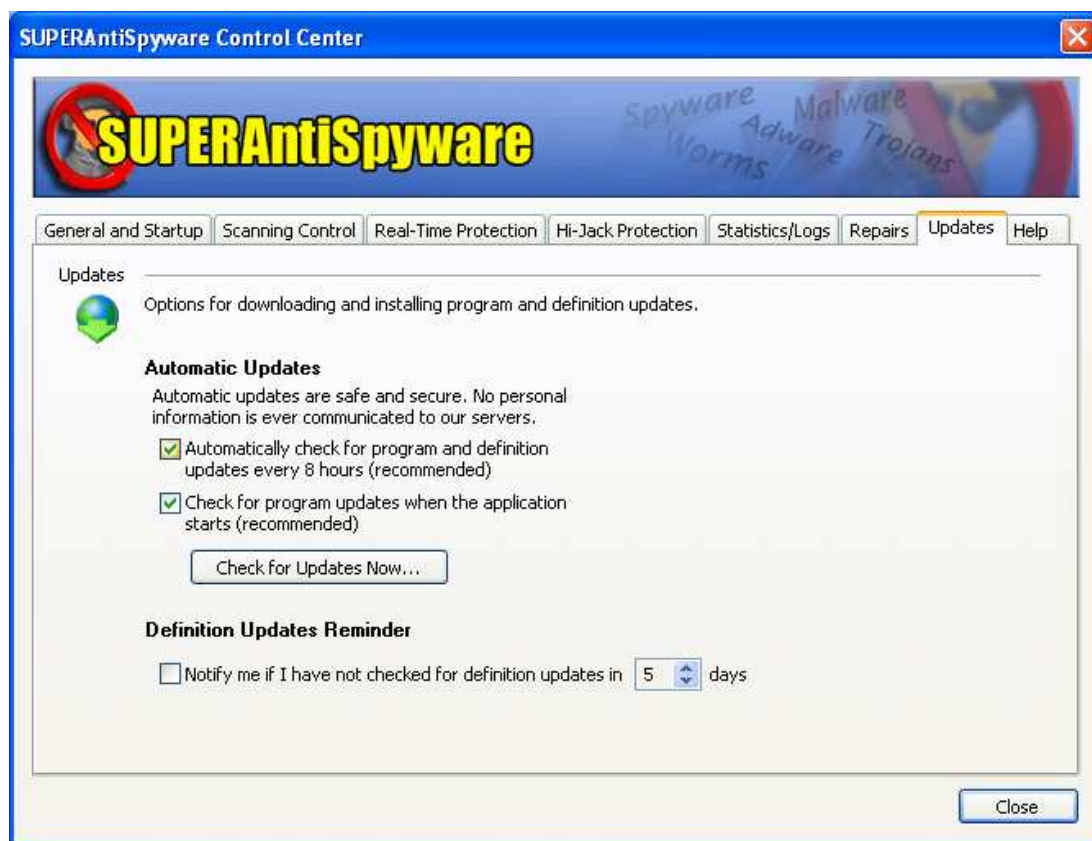 SUPERAntiSpyware Control Center
SUPERAntiSpyware
Spyware
Malware
Adware
Trojans
Worms
General and Startup
Scanning Control
Real-Time Protection
Hi-Jack Protection
Statistics/Logs
Repairs
Updates
Help
Updates
Options for downloading and installing program and definition updates.
Automatic Updates
Automatic updates are safe and secure. No personal
information is ever communicated to our servers.
Automatically check for program and definition
updates every 8 hours (recommended)
Check for program updates when the application
starts (recommended)
Check for Updates Now...
Definition Updates Reminder
Notify me if I have not checked for definition updates in 5 days
Close